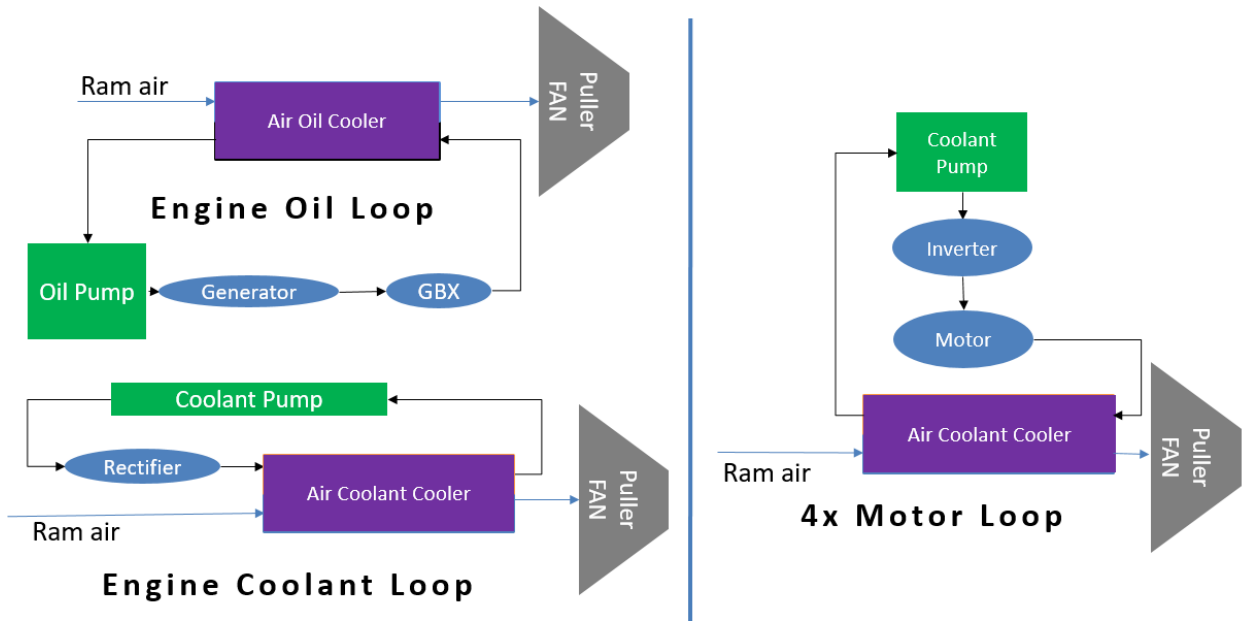 Ram air
Air Oil Cooler
Puller
FAN
Engine Oil Loop
Oil Pump
Generator
GBX
Coolant Pump
Rectifier
Air Coolant Cooler
Puller
FAN
Ram air
Engine Coolant Loop
Coolant
Pump
Inverter
Motor
Air Coolant Cooler
Puller
FAN
Ram air
4x Motor Loop